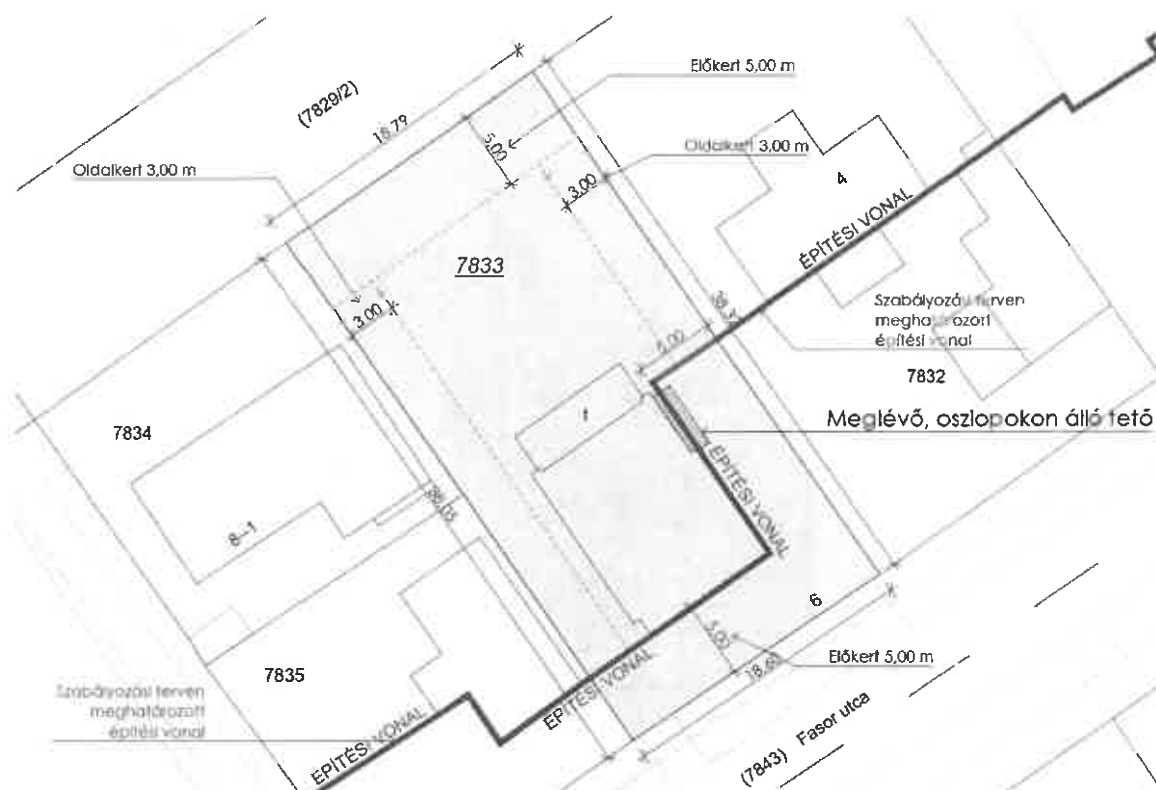 Előkert 5,00 m
(7829/2)
18.79
5,00
Oldalkert 3,00 m
Oldalkert 3,00 m
3.00
4
ÉPÍTÉSI VONAL
7833
3.00
Szabályozási terven
meghatározott
építési vonal
6,00
7832
7834
1
Meglévő, oszlopokon álló tető
ÉPÍTÉSI VONAL
8--1
6
5,00
Előkert 5,00 m
18.60
7835
ÉPÍTÉSI VONAL
Szabályozási terven
meghatározott
építési vonal
ÉPÍTÉSI VONAL
(7843) Fasor utca